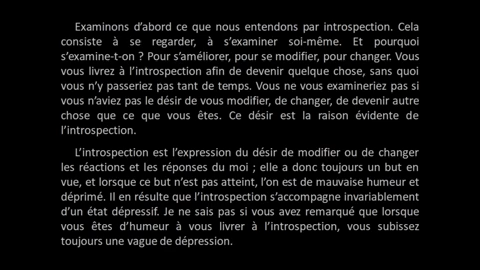 Examinons d’abord ce que nous entendons par introspection. Cela
consiste à se regarder, à s’examiner soi-même. Et pourquoi
s’examine-t-on ? Pour s’améliorer, pour se modifier, pour changer. Vous
vous livrez à l’introspection afin de devenir quelque chose, sans quoi
vous n’y passeriez pas tant de temps. Vous ne vous examineriez pas si
vous n’aviez pas le désir de vous modifier, de changer, de devenir autre
chose que ce que vous êtes. Ce désir est la raison évidente de
l’introspection.
L’introspection est l’expression du désir de modifier ou de changer
les réactions et les réponses du moi ; elle a donc toujours un but en
vue, et lorsque ce but n’est pas atteint, l’on est de mauvaise humeur et
déprimé. Il en résulte que l’introspection s’accompagne invariablement
d’un état dépressif. Je ne sais pas si vous avez remarqué que lorsque
vous êtes d’humeur à vous livrer à l’introspection, vous subissez
toujours une vague de dépression.